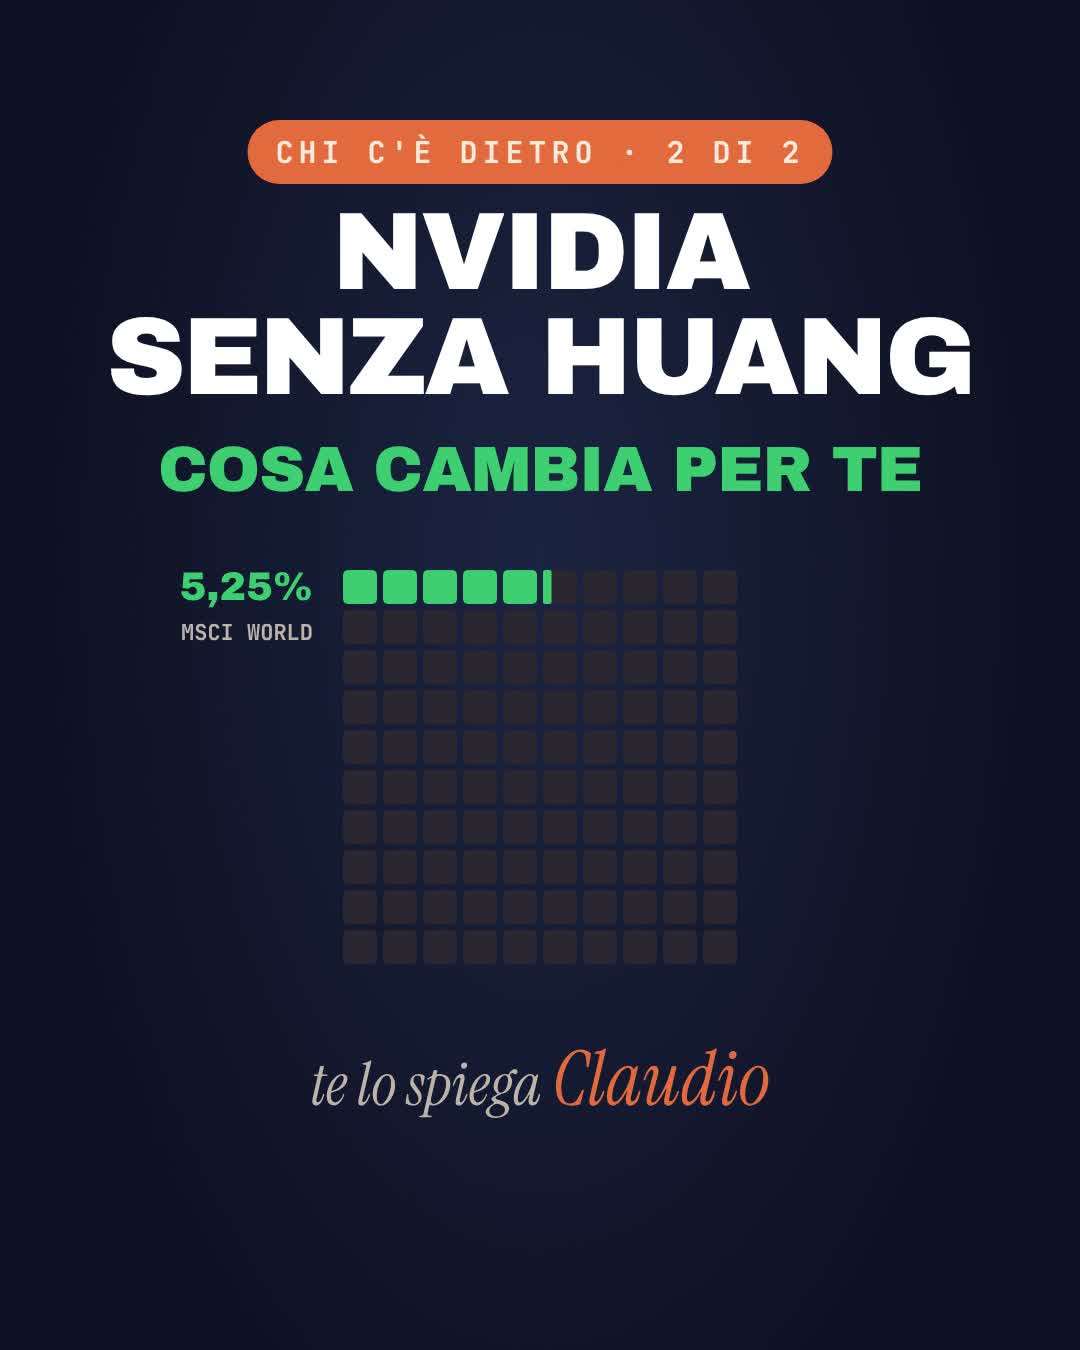 CHI C'È DIETRO · 2 DI 2
NVIDIA
SENZA HUANG
COSA CAMBIA PER TE
5,25%
MSCI WORLD
te lo spiega Claudio